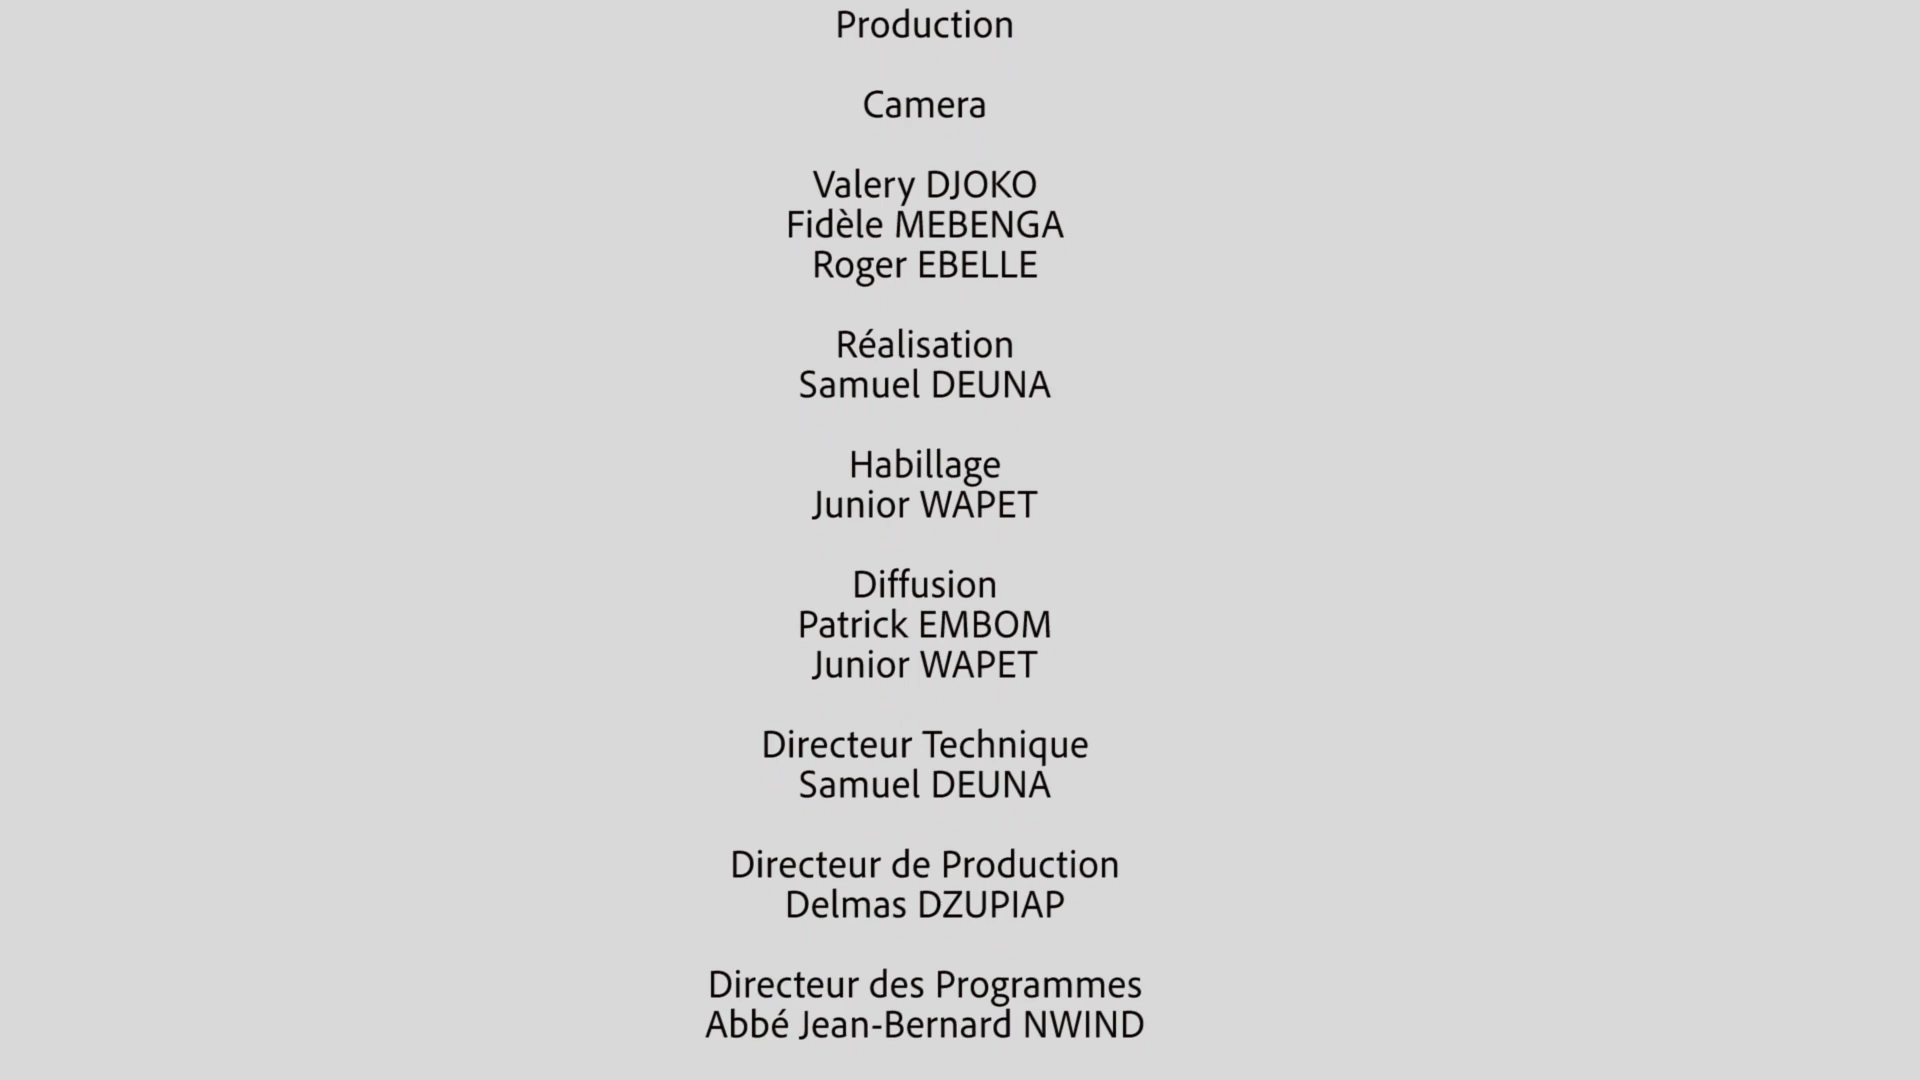 Production
Camera
Valery DJOKO
Fidèle MEBENGA
Roger EBELLE
Réalisation
Samuel DEUNA
Habillage
Junior WAPET
Diffusion
Patrick EMBOM
Junior WAPET
Directeur Technique
Samuel DEUNA
Directeur de Production
Delmas DZUPIAP
Directeur des Programmes
Abbé Jean-Bernard NWIND